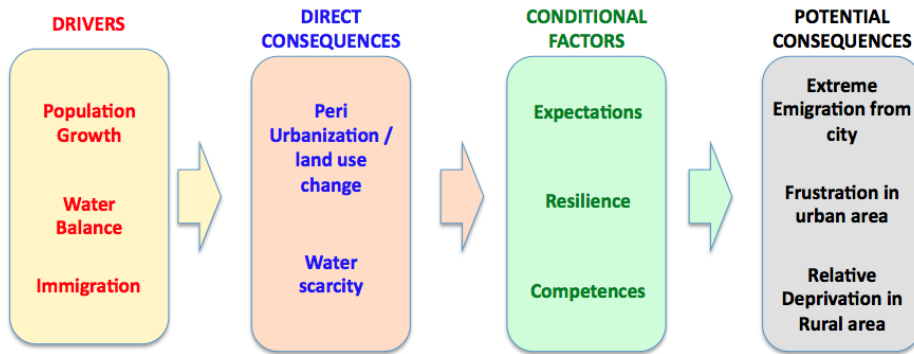 DRIVERS
Population
Growth
Water
Balance
Immigration
DIRECT
CONSEQUENCES
Peri
Urbanization /
land use
change
Water
scarcity
CONDITIONAL
FACTORS
Expectations
Resilience
Competences
POTENTIAL
CONSEQUENCES
Extreme
Emigration from
city
Frustration in
urban area
Relative
Deprivation in
Rural area